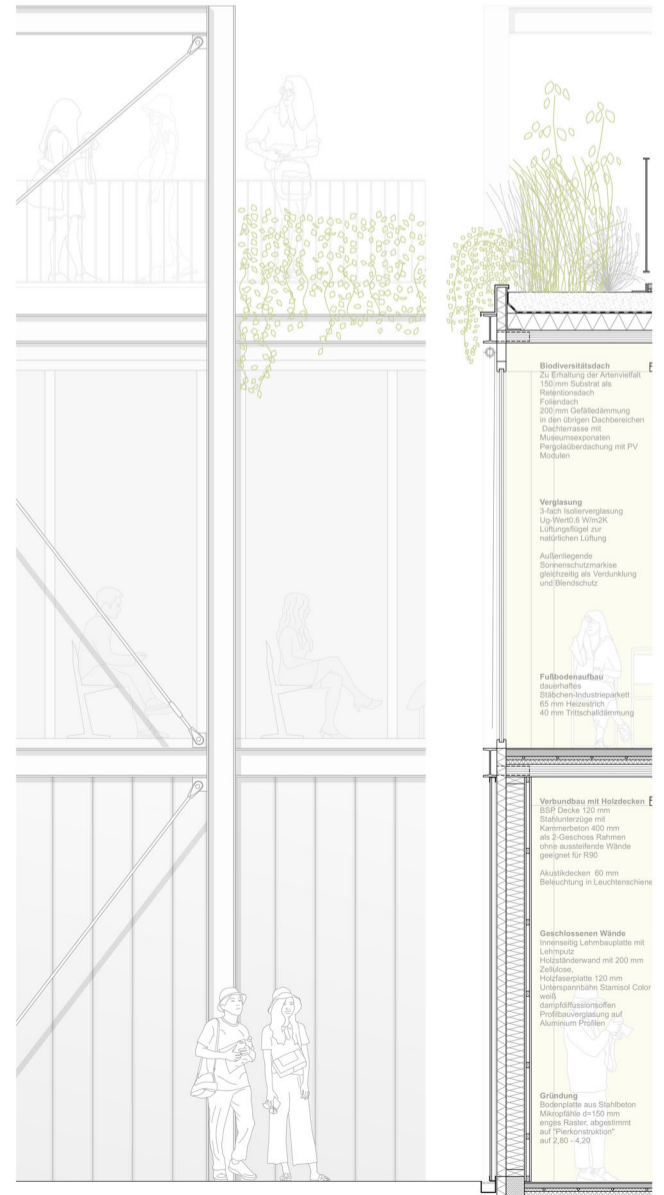 Biodiversitätsdach
Zu Erhaltung der Artenvielfalt
150 mm Substrat als
Retentionsdach
Foliendach
200 mm Gefälledämmung
in den übrigen Dachbereichen
Dachterrasse mit
Museumsexponaten
Pergolaüberdachung mit PV
Modulen
Verglasung
3-fach Isolierverglasung
Ug-Wert0,6 W/m2K
Lüftungsflügel zur
natürlichen Lüftung
Außenliegende
Sonnenschutzmarkise
gleichzeitig als Verdunklung
und Blendschutz
Fußbodenaufbau
dauerhaftes
Stäbchen-Industrieparkett
65 mm Heizestrich
40 mm Trittschalldämmung
Verbundbau mit Holzdecken
BSP Decke 120 mm
Stahlunterzüge mit
Kammerbeton 400 mm
als 2-Geschoss Rahmen
ohne aussteifende Wände
geeignet für R90
Akustikdecken 60 mm
Beleuchtung in Leuchtenschiene
Geschlossenen Wände
Innenseitig Lehmbauplatte mit
Lehmputz
Holzständerwand mit 200 mm
Zellulose,
Holzfaserplatte 120 mm
Unterspannbahn Stamisol Color
weiß
dampfdiffusionsoffen
Profilbauverglasung auf
Aluminium Profilen
Gründung
Bodenplatte aus Stahlbeton
Mikropfähle d=150 mm
enges Raster, abgestimmt
auf "Pierkonstruktion"
auf 2,80 - 4,20